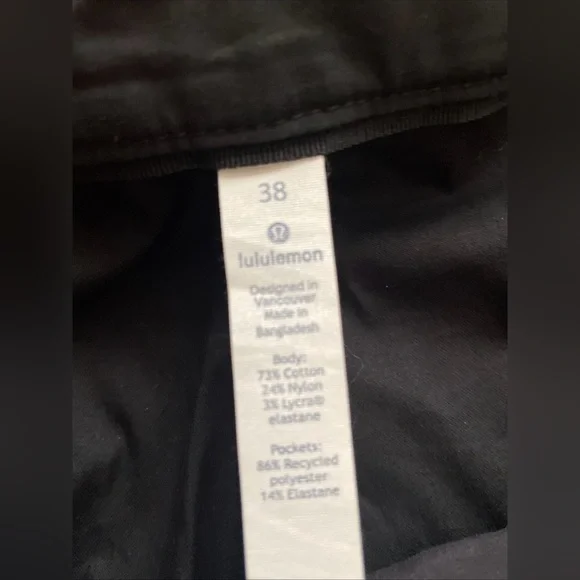 38
lululemon
Designed in
Vancouver
Made in
Bangladesh
Body:
73% Cotton
24% Nylon
3% Lycra®
elastane
Pockets:
86% Recycled
polyester
14% Elastane